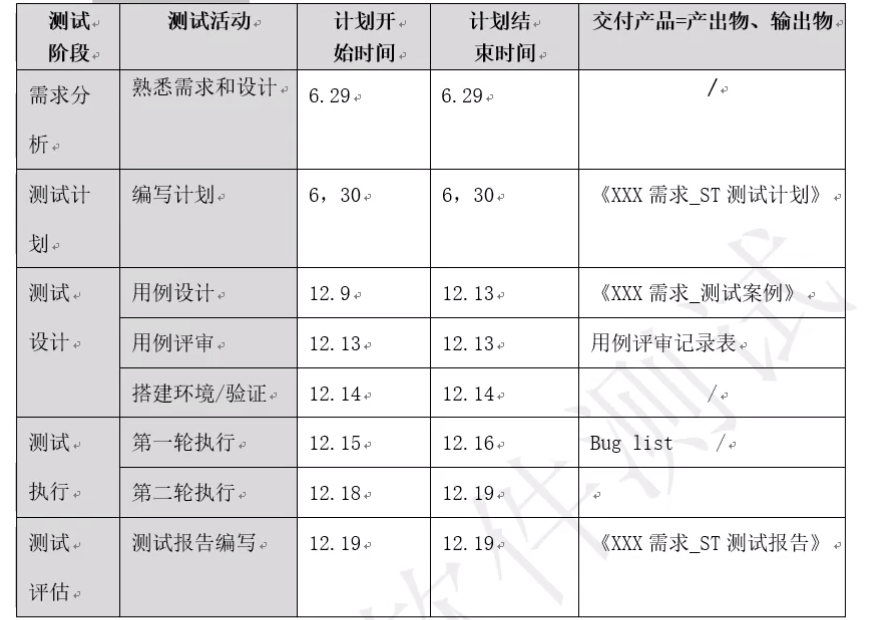 测试阶段 测试活动 计划开始时间 计划结束时间 交付产品=产出物、输出物
需求分析 熟悉需求和设计 6.29 6.29 /
测试计划 编写计划 6，30 6，30 《XXX 需求_ST 测试计划》
测试设计 用例设计 12.9 12.13 《XXX 需求_测试案例》
用例评审 12.13 12.13 用例评审记录表
搭建环境/验证 12.14 12.14 /
测试执行 第一轮执行 12.15 12.16 Bug list /
第二轮执行 12.18 12.19
测试评估 测试报告编写 12.19 12.19 《XXX 需求_ST 测试报告》
软件测试